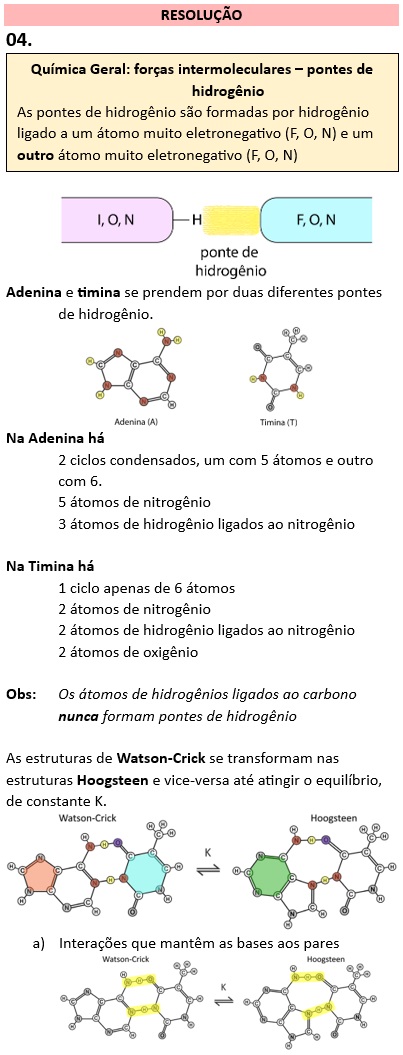 RESOLUÇÃO
04.
Química Geral: forças intermoleculares – pontes de
hidrogênio
As pontes de hidrogênio são formadas por hidrogênio
ligado a um átomo muito eletronegativo (F, O, N) e um
outro átomo muito eletronegativo (F, O, N)
I, O, N
H
F, O, N
ponte de
hidrogênio
Adenina e timina se prendem por duas diferentes pontes
de hidrogênio.
Adenina (A)
Timina (T)
Na Adenina há
2 ciclos condensados, um com 5 átomos e outro
com 6.
5 átomos de nitrogênio
3 átomos de hidrogênio ligados ao nitrogênio
Na Timina há
1 ciclo apenas de 6 átomos
2 átomos de nitrogênio
2 átomos de hidrogênio ligados ao nitrogênio
2 átomos de oxigênio
Obs: Os átomos de hidrogênios ligados ao carbono
nunca formam pontes de hidrogênio
As estruturas de Watson-Crick se transformam nas
estruturas Hoogsteen e vice-versa até atingir o equilíbrio,
de constante K.
Watson-Crick
Hoogsteen
K
a) Interações que mantêm as bases aos pares
Watson-Crick
Hoogsteen
K